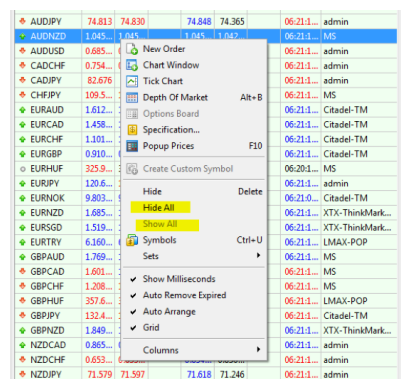 AUDJPY 74.813 74.830 74.848 74.365 06:21:1... admin
AUDNZD 1.045... 1.045... 1.045... 1.042... 06:21:1... MS
AUDUSD 0.685... 06:21:1... admin
CADCHF 0.754... 06:21:1... admin
CADJPY 82.676 06:21:1... admin
CHFJPY 109.5... 06:21:1... MS
EURAUD 1.612... 06:21:1... Citadel-TM
EURCAD 1.458... 06:21:1... Citadel-TM
EURCHF 1.101... 06:21:1... Citadel-TM
EURGBP 0.910... 06:21:1... Citadel-TM
EURHUF 325.9... 06:20:1... MS
EURJPY 120.6... 06:21:1... admin
EURNOK 9.803... 06:21:0... Citadel-TM
EURNZD 1.685... 06:21:1... XTX-ThinkMark...
EURSGD 1.519... 06:21:1... XTX-ThinkMark...
EURTRY 6.160 06:21:1... LMAX-POP
GBPAUD 1.769... 06:21:1... MS
GBPCAD 1.601... 06:21:1... MS
GBPCHF 1.208... 06:21:1... MS
GBPHUF 357.6... 06:21:1... LMAX-POP
GBPJPY 132.4... 06:21:1... Citadel-TM
GBPNZD 1.849... 06:21:1... XTX-ThinkMark...
NZDCAD 0.865... 06:21:1... admin
NZDCHF 0.653... 06:21:1... admin
NZDJPY 71.579 71.597 71.618 71.246 06:21:1... admin
New Order
Chart Window
Tick Chart
Depth Of Market Alt+B
Options Board
Specification...
Popup Prices F10
Create Custom Symbol
Hide Delete
Hide All
Show All
Symbols Ctrl+U
Sets
Show Milliseconds
Auto Remove Expired
Auto Arrange
Grid
Columns